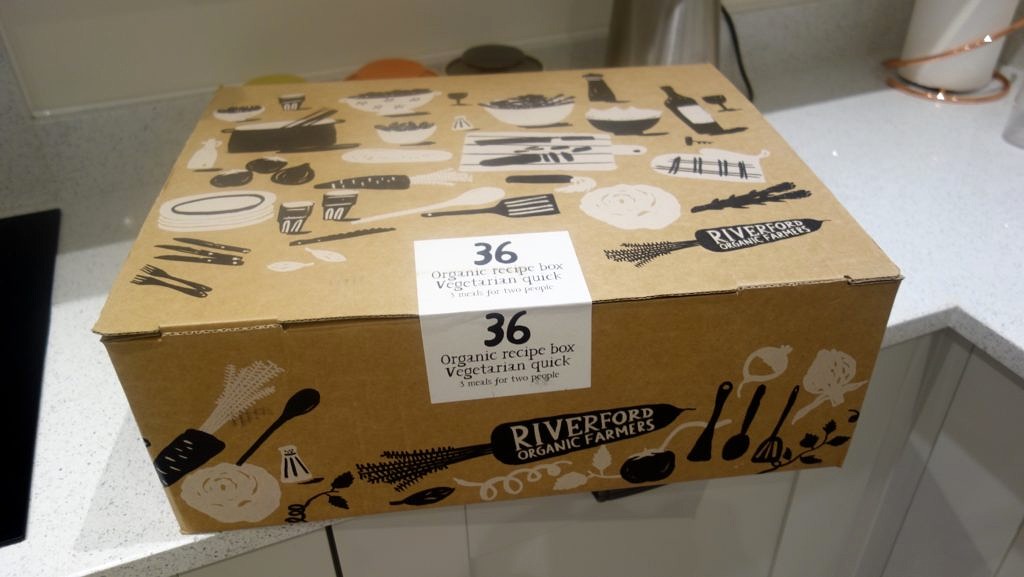 RIVERFORD
ORGANIC FARMERS
36
Organic recipe box
Vegetarian quick
3 meals for two people
36
Organic recipe box
Vegetarian quick
3 meals for two people
RIVERFORD
ORGANIC FARMERS